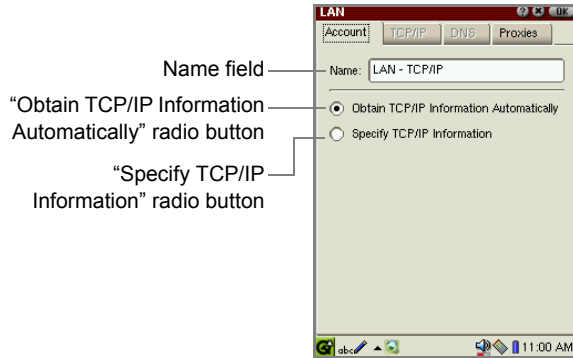 LAN
? × OK
Account TCP/IP DNS Proxies
Name field
Name: LAN - TCP/IP
“Obtain TCP/IP Information
Automatically” radio button
Obtain TCP/IP Information Automatically
Specify TCP/IP Information
“Specify TCP/IP
Information” radio button
abc 11:00 AM